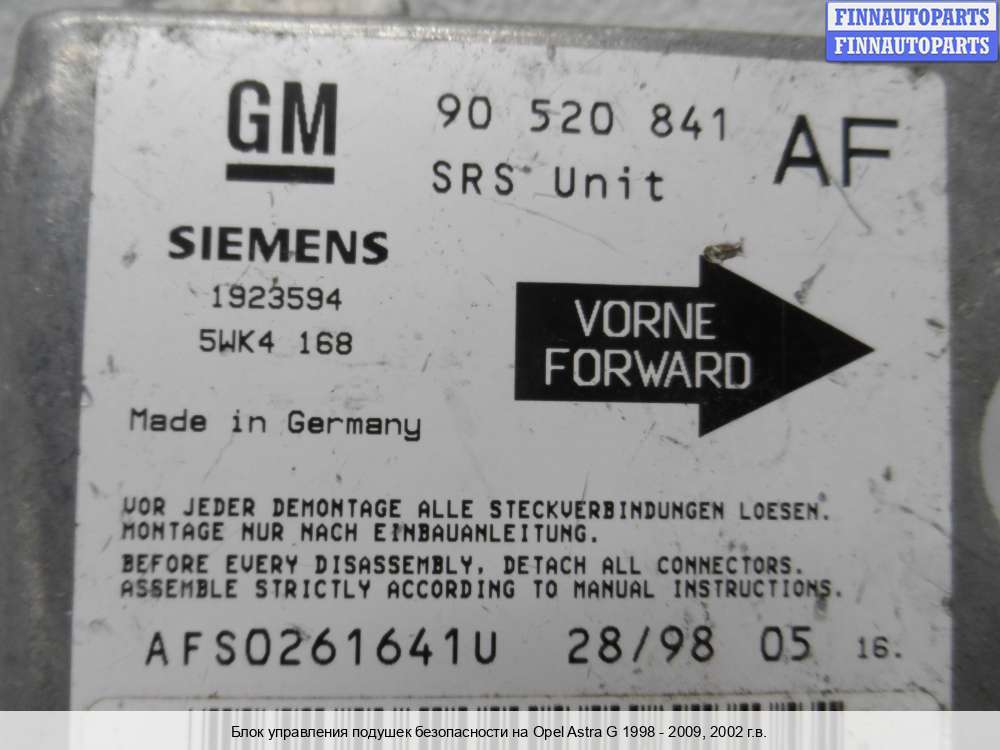 FINNAUTOPARTS
FINNAUTOPARTS
GM
90 520 841
AF
SRS Unit
SIEMENS
1923594
5WK4 168
VORNE
FORWARD
Made in Germany
VOR JEDER DEMONTAGE ALLE STECKVERBINDUNGEN LOESEN.
MONTAGE NUR NACH EINBAUANLEITUNG.
BEFORE EVERY DISASSEMBLY, DETACH ALL CONNECTORS.
ASSEMBLE STRICTLY ACCORDING TO MANUAL INSTRUCTIONS.
AFS0261641U 28/98 05 16.
Блок управления подушек безопасности на Opel Astra G 1998 - 2009, 2002 г.в.